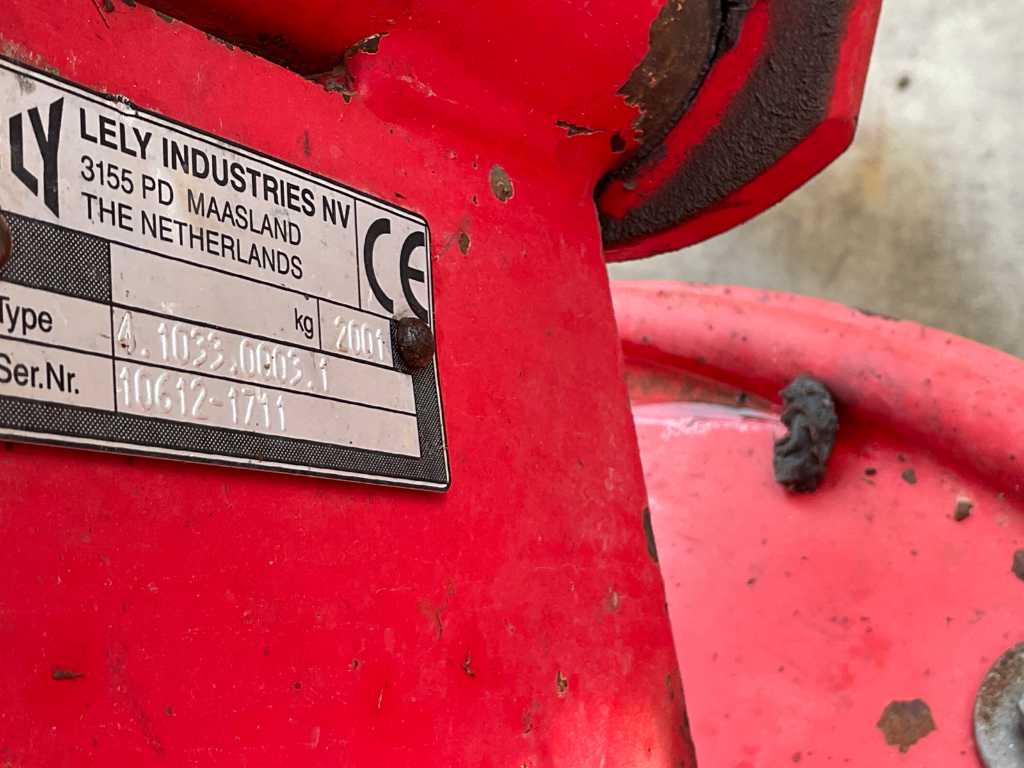 LY LELY INDUSTRIES NV
3155 PD MAASLAND
THE NETHERLANDS
CE
kg 2001
Type 4.1033.0003.1
Ser.Nr. 10612-1711